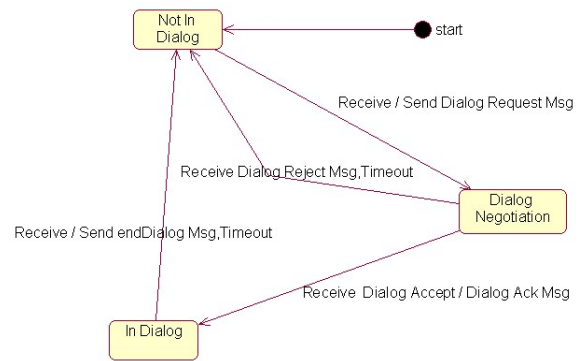 Not In
Dialog
start
Receive / Send Dialog Request Msg
Receive Dialog Reject Msg,Timeout
Dialog
Negotiation
Receive / Send endDialog Msg,Timeout
Receive  Dialog Accept / Dialog Ack Msg
In Dialog